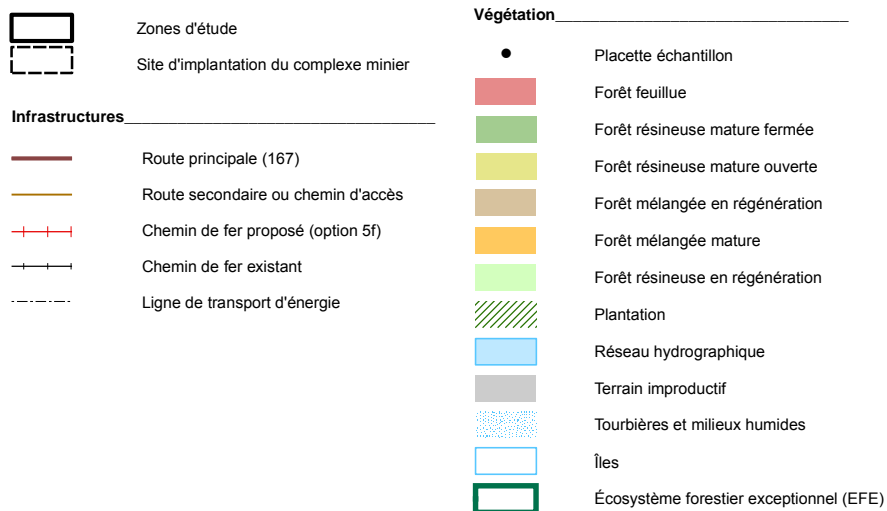 Zones d'étude
Site d'implantation du complexe minier
Infrastructures
Route principale (167)
Route secondaire ou chemin d'accès
Chemin de fer proposé (option 5f)
Chemin de fer existant
Ligne de transport d'énergie
Végétation
Placette échantillon
Forêt feuillue
Forêt résineuse mature fermée
Forêt résineuse mature ouverte
Forêt mélangée en régénération
Forêt mélangée mature
Forêt résineuse en régénération
Plantation
Réseau hydrographique
Terrain improductif
Tourbières et milieux humides
Îles
Écosystème forestier exceptionnel (EFE)